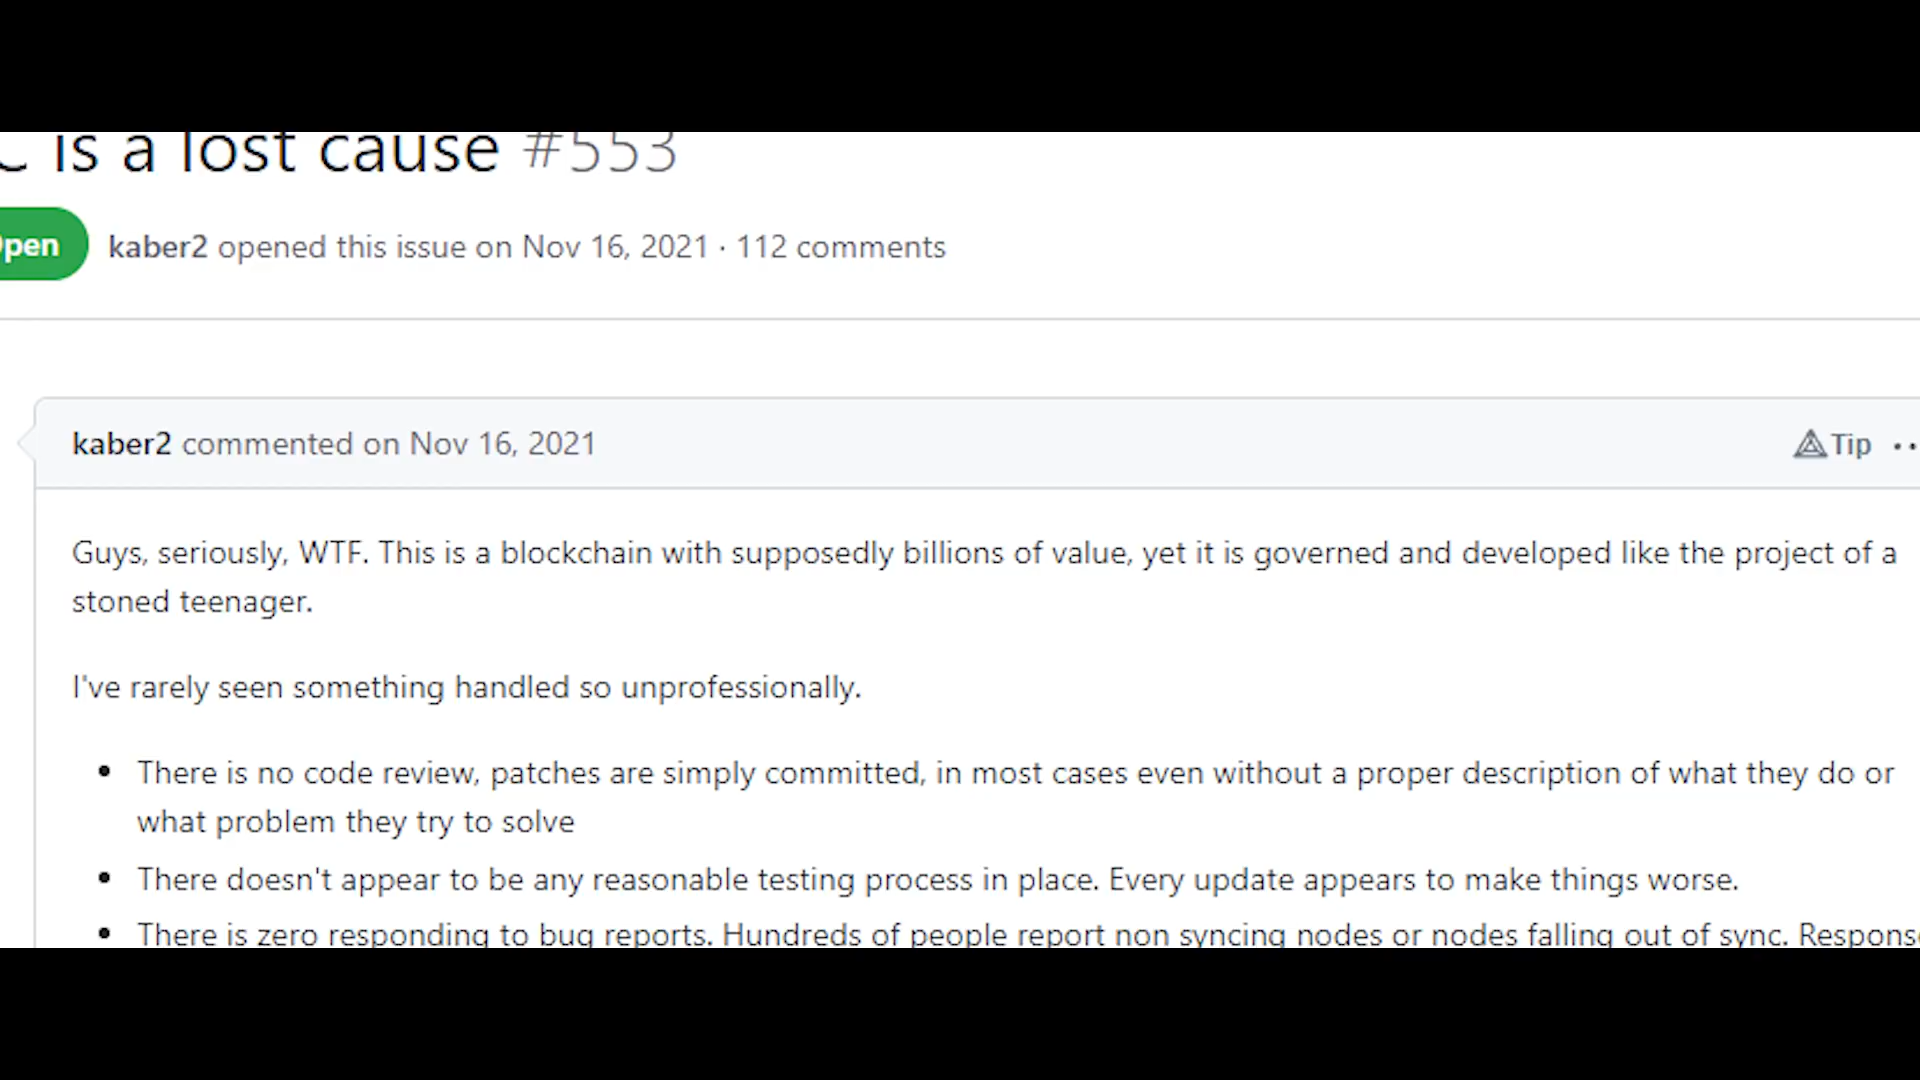 is a lost cause #553
Open kaber2 opened this issue on Nov 16, 2021 · 112 comments
kaber2 commented on Nov 16, 2021 Tip
Guys, seriously, WTF. This is a blockchain with supposedly billions of value, yet it is governed and developed like the project of a
stoned teenager.
I've rarely seen something handled so unprofessionally.
• There is no code review, patches are simply committed, in most cases even without a proper description of what they do or
what problem they try to solve
• There doesn't appear to be any reasonable testing process in place. Every update appears to make things worse.
• There is zero responding to bug reports. Hundreds of people report non syncing nodes or nodes falling out of sync. Respons